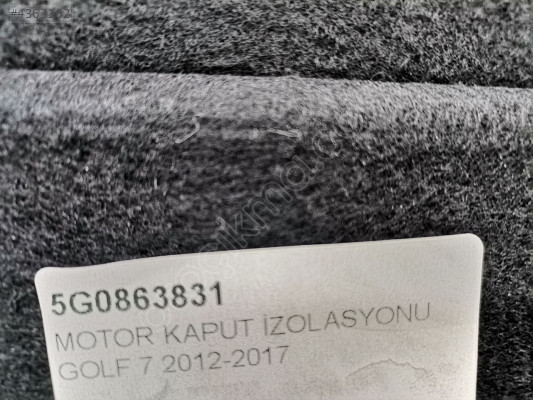 5G0863831
MOTOR KAPUT İZOLASYONU
GOLF 7 2012-2017